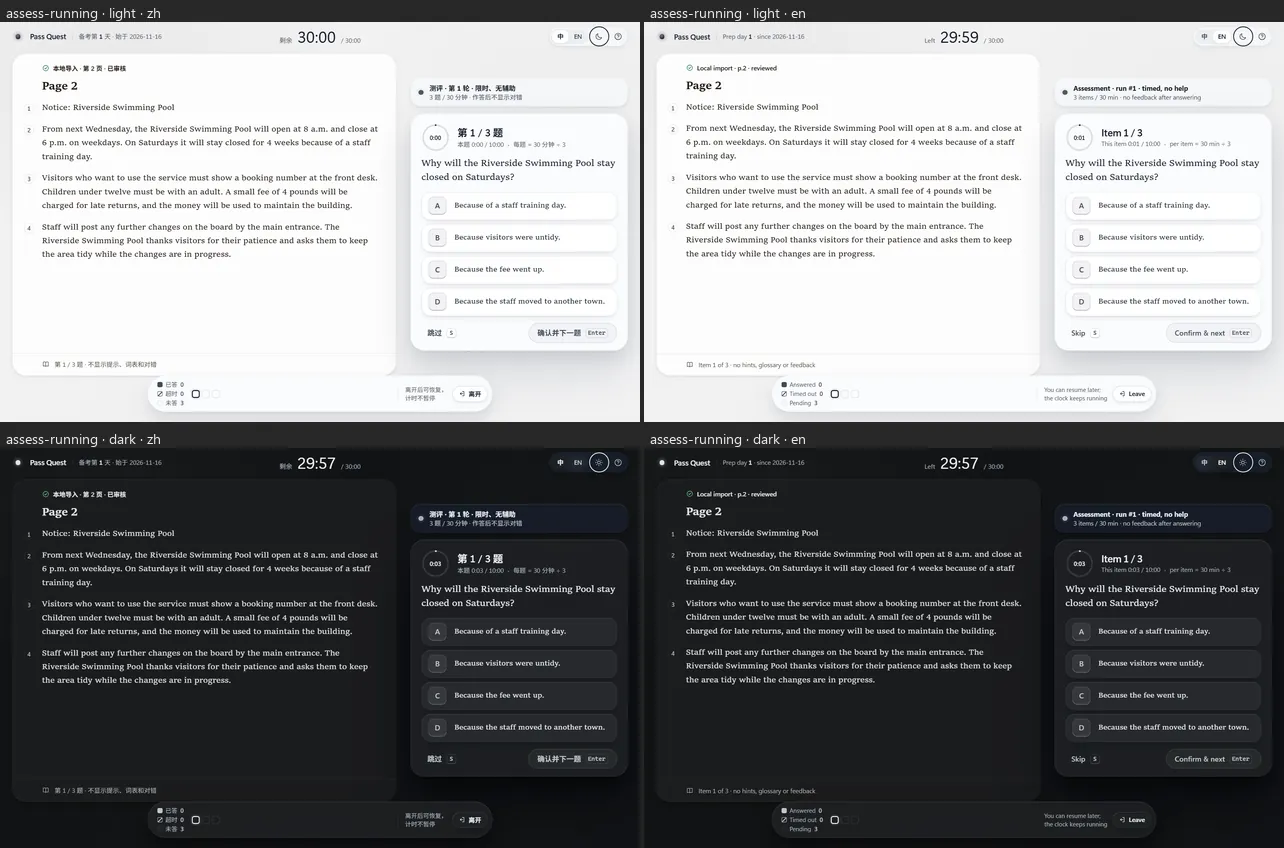 assess-running · light · zh
Pass Quest
备考第 1 天 · 始于 2026-11-16
剩余 30:00 / 30:00
中 EN
本地导入 · 第 2 页 · 已审核
Page 2
1 Notice: Riverside Swimming Pool
2 From next Wednesday, the Riverside Swimming Pool will open at 8 a.m. and close at
6 p.m. on weekdays. On Saturdays it will stay closed for 4 weeks because of a staff
training day.
3 Visitors who want to use the service must show a booking number at the front desk.
Children under twelve must be with an adult. A small fee of 4 pounds will be
charged for late returns, and the money will be used to maintain the building.
4 Staff will post any further changes on the board by the main entrance. The
Riverside Swimming Pool thanks visitors for their patience and asks them to keep
the area tidy while the changes are in progress.
第 1 / 3 题 · 不显示提示、词表和对错
测评 · 第 1 轮 · 限时、无辅助
3 题 / 30 分钟 · 作答后不显示对错
0:00
第 1 / 3 题
本题 0:00 / 10:00 · 每题 = 30 分钟 ÷ 3
Why will the Riverside Swimming Pool stay
closed on Saturdays?
A Because of a staff training day.
B Because visitors were untidy.
C Because the fee went up.
D Because the staff moved to another town.
跳过 S
确认并下一题 Enter
已答 0
超时 0
未答 3
离开后可恢复，
计时不暂停
离开
assess-running · light · en
Pass Quest
Prep day 1 · since 2026-11-16
Left 29:59 / 30:00
中 EN
Local import · p.2 · reviewed
Page 2
1 Notice: Riverside Swimming Pool
2 From next Wednesday, the Riverside Swimming Pool will open at 8 a.m. and close at
6 p.m. on weekdays. On Saturdays it will stay closed for 4 weeks because of a staff
training day.
3 Visitors who want to use the service must show a booking number at the front desk.
Children under twelve must be with an adult. A small fee of 4 pounds will be
charged for late returns, and the money will be used to maintain the building.
4 Staff will post any further changes on the board by the main entrance. The
Riverside Swimming Pool thanks visitors for their patience and asks them to keep
the area tidy while the changes are in progress.
Item 1 of 3 · no hints, glossary or feedback
Assessment · run #1 · timed, no help
3 items / 30 min · no feedback after answering
0:01
Item 1 / 3
This item 0:01 / 10:00 · per item = 30 min ÷ 3
Why will the Riverside Swimming Pool stay
closed on Saturdays?
A Because of a staff training day.
B Because visitors were untidy.
C Because the fee went up.
D Because the staff moved to another town.
Skip S
Confirm & next Enter
Answered 0
Timed out 0
Pending 3
You can resume later;
the clock keeps running
Leave
assess-running · dark · zh
Pass Quest
备考第 1 天 · 始于 2026-11-16
剩余 29:57 / 30:00
中 EN
本地导入 · 第 2 页 · 已审核
Page 2
1 Notice: Riverside Swimming Pool
2 From next Wednesday, the Riverside Swimming Pool will open at 8 a.m. and close at
6 p.m. on weekdays. On Saturdays it will stay closed for 4 weeks because of a staff
training day.
3 Visitors who want to use the service must show a booking number at the front desk.
Children under twelve must be with an adult. A small fee of 4 pounds will be
charged for late returns, and the money will be used to maintain the building.
4 Staff will post any further changes on the board by the main entrance. The
Riverside Swimming Pool thanks visitors for their patience and asks them to keep
the area tidy while the changes are in progress.
第 1 / 3 题 · 不显示提示、词表和对错
测评 · 第 1 轮 · 限时、无辅助
3 题 / 30 分钟 · 作答后不显示对错
0:03
第 1 / 3 题
本题 0:03 / 10:00 · 每题 = 30 分钟 ÷ 3
Why will the Riverside Swimming Pool stay
closed on Saturdays?
A Because of a staff training day.
B Because visitors were untidy.
C Because the fee went up.
D Because the staff moved to another town.
跳过 S
确认并下一题 Enter
已答 0
超时 0
未答 3
离开后可恢复，
计时不暂停
离开
assess-running · dark · en
Pass Quest
Prep day 1 · since 2026-11-16
Left 29:57 / 30:00
中 EN
Local import · p.2 · reviewed
Page 2
1 Notice: Riverside Swimming Pool
2 From next Wednesday, the Riverside Swimming Pool will open at 8 a.m. and close at
6 p.m. on weekdays. On Saturdays it will stay closed for 4 weeks because of a staff
training day.
3 Visitors who want to use the service must show a booking number at the front desk.
Children under twelve must be with an adult. A small fee of 4 pounds will be
charged for late returns, and the money will be used to maintain the building.
4 Staff will post any further changes on the board by the main entrance. The
Riverside Swimming Pool thanks visitors for their patience and asks them to keep
the area tidy while the changes are in progress.
Item 1 of 3 · no hints, glossary or feedback
Assessment · run #1 · timed, no help
3 items / 30 min · no feedback after answering
0:03
Item 1 / 3
This item 0:03 / 10:00 · per item = 30 min ÷ 3
Why will the Riverside Swimming Pool stay
closed on Saturdays?
A Because of a staff training day.
B Because visitors were untidy.
C Because the fee went up.
D Because the staff moved to another town.
Skip S
Confirm & next Enter
Answered 0
Timed out 0
Pending 3
You can resume later;
the clock keeps running
Leave